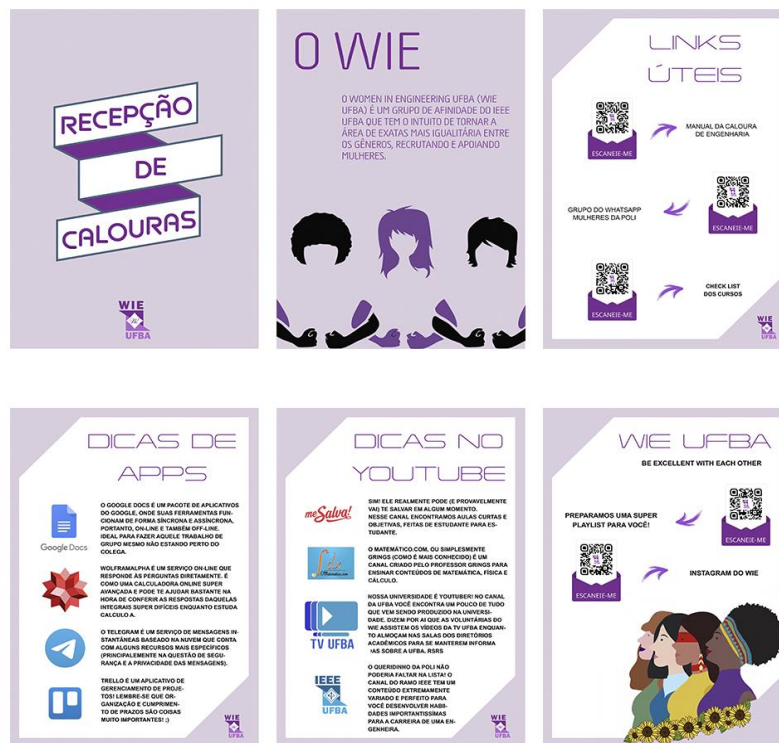 RECEPÇÃO
DE
CALOURAS
WIE
UFBA
O WIE
O WOMEN IN ENGINEERING UFBA (WIE
UFBA) É UM GRUPO DE AFINIDADE DO IEEE
UFBA QUE TEM O INTUITO DE TORNAR A
ÁREA DE EXATAS MAIS IGUALITÁRIA ENTRE
OS GÊNEROS, RECRUTANDO E APOIANDO
MULHERES.
LINKS
ÚTEIS
ESCANEIE-ME
MANUAL DA CALOURA
DE ENGENHARIA
GRUPO DO WHATSAPP
MULHERES DA POLI
ESCANEIE-ME
ESCANEIE-ME
CHECK LIST
DOS CURSOS
WIE
UFBA
DICAS DE
APPS
Google Docs
O GOOGLE DOCS É UM PACOTE DE APLICATIVOS
DO GOOGLE, ONDE SUAS FERRAMENTAS FUN-
CIONAM DE FORMA SÍNCRONA E ASSÍNCRONA,
PORTANTO, ON-LINE E TAMBÉM OFF-LINE.
IDEAL PARA FAZER AQUELE TRABALHO DE
GRUPO MESMO NÃO ESTANDO PERTO DO
COLEGA.
WOLFRAMALPHA É UM SERVIÇO ON-LINE QUE
RESPONDE ÀS PERGUNTAS DIRETAMENTE. É
COMO UMA CALCULADORA ONLINE SUPER
AVANÇADA E PODE TE AJUDAR BASTANTE NA
HORA DE CONFERIR AS RESPOSTAS DAQUELAS
INTEGRAIS SUPER DIFÍCEIS ENQUANTO ESTUDA
CALCULO A.
O TELEGRAM É UM SERVIÇO DE MENSAGENS IN-
STANTÂNEAS BASEADO NA NUVEM QUE CONTA
COM ALGUNS RECURSOS MAIS ESPECÍFICOS
(PRINCIPALMENTE NA QUESTÃO DE SEGU-
RANÇA E A PRIVACIDADE DAS MENSAGENS).
TRELLO É UM APLICATIVO DE
GERENCIAMENTO DE PROJE-
TOS! LEMBRE-SE QUE OR-
GANIZAÇÃO E CUMPRIMEN-
TO DE PRAZOS SÃO COISAS
MUITO IMPORTANTES! ;)
WIE
UFBA
DICAS NO
YOUTUBE
meSalva!
SIM! ELE REALMENTE PODE (E PROVAVELMENTE
VAI) TE SALVAR EM ALGUM MOMENTO.
NESSE CANAL ENCONTRAMOS AULAS CURTAS E
OBJETIVAS, FEITAS DE ESTUDANTE PARA ES-
TUDANTE.
O MATEMÁTICO.COM, OU SIMPLESMENTE
GRINGS (COMO É MAIS CONHECIDO) É UM
CANAL CRIADO PELO PROFESSOR GRINGS PARA
ENSINAR CONTEÚDOS DE MATEMÁTICA, FÍSICA E
CÁLCULO.
TV UFBA
NOSSA UNIVERSIDADE É YOUTUBER! NO CANAL
DA UFBA VOCÊ ENCONTRA UM POUCO DE TUDO
QUE VEM SENDO PRODUZIDO NA UNIVERSI-
DADE. DIZEM POR AI QUE AS VOLUNTÁRIAS DO
WIE ASSISTEM OS VÍDEOS DA TV UFBA ENQUAN-
TO ALMOÇAM NAS SALAS DOS DIRETÓRIOS
ACADÊMICOS PARA SE MANTEREM INFORMA
AS SOBRE A UFBA. RSRS
IEEE
UFBA
O QUERIDINHO DA POLI NÃO
PODERIA FALTAR NA LISTA! O
CANAL DO RAMO IEEE TEM UM
CONTEÚDO EXTREMAMENTE
VARIADO E PERFEITO PARA
VOCÊ DESENVOLVER HABILI-
DADES IMPORTANTISSÍMAS
PARA A CARREIRA DE UMA EN-
GENHEIRA.
WIE
UFBA
WIE UFBA
BE EXCELLENT WITH EACH OTHER
PREPARAMOS UMA SUPER
PLAYLIST PARA VOCÊ!
ESCANEIE-ME
ESCANEIE-ME
INSTAGRAM DO WIE